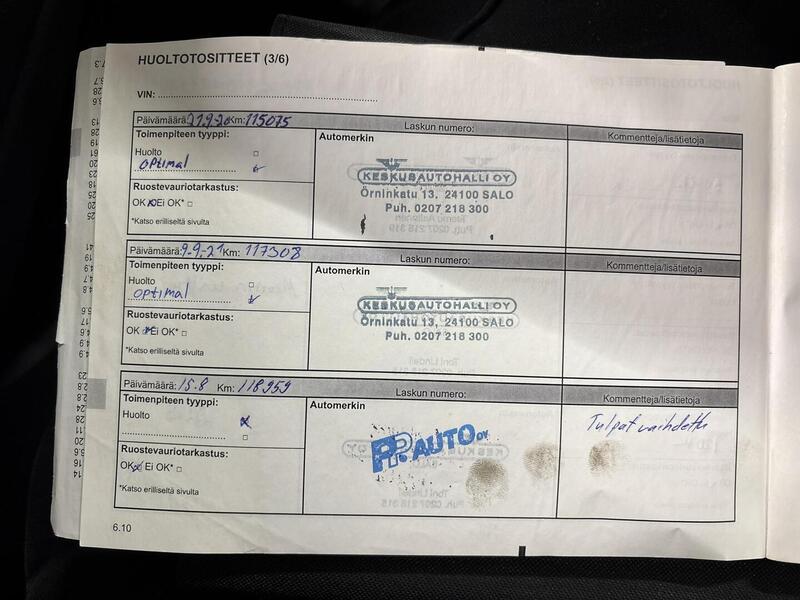 HUOLTOTOSITTEET (3/6)
VIN:
Päivämäärä: 21.9-20 Km: 115075 Laskun numero: Kommentteja/lisätietoja
Toimenpiteen tyyppi: Automerkin
Huolto
optimal
KESKUSAUTOHALLI OY
Örninkatu 13, 24100 SALO
Puh. 0207 218 300
Ruostevauriotarkastus:
OK Ei OK*
*Katso erilliseltä sivulta
Päivämäärä: 9-9-21 Km: 117308 Laskun numero: Kommentteja/lisätietoja
Toimenpiteen tyyppi: Automerkin
Huolto
optimal
KESKUSAUTOHALLI OY
Örninkatu 13, 24100 SALO
Puh. 0207 218 300
Ruostevauriotarkastus:
OK Ei OK*
*Katso erilliseltä sivulta
Päivämäärä: 15.8 Km: 118959 Laskun numero: Kommentteja/lisätietoja
Toimenpiteen tyyppi: Automerkin
Huolto
Tulpat vaihdettu
PP. AUTO OY
Ruostevauriotarkastus:
OK Ei OK*
*Katso erilliseltä sivulta
6.10